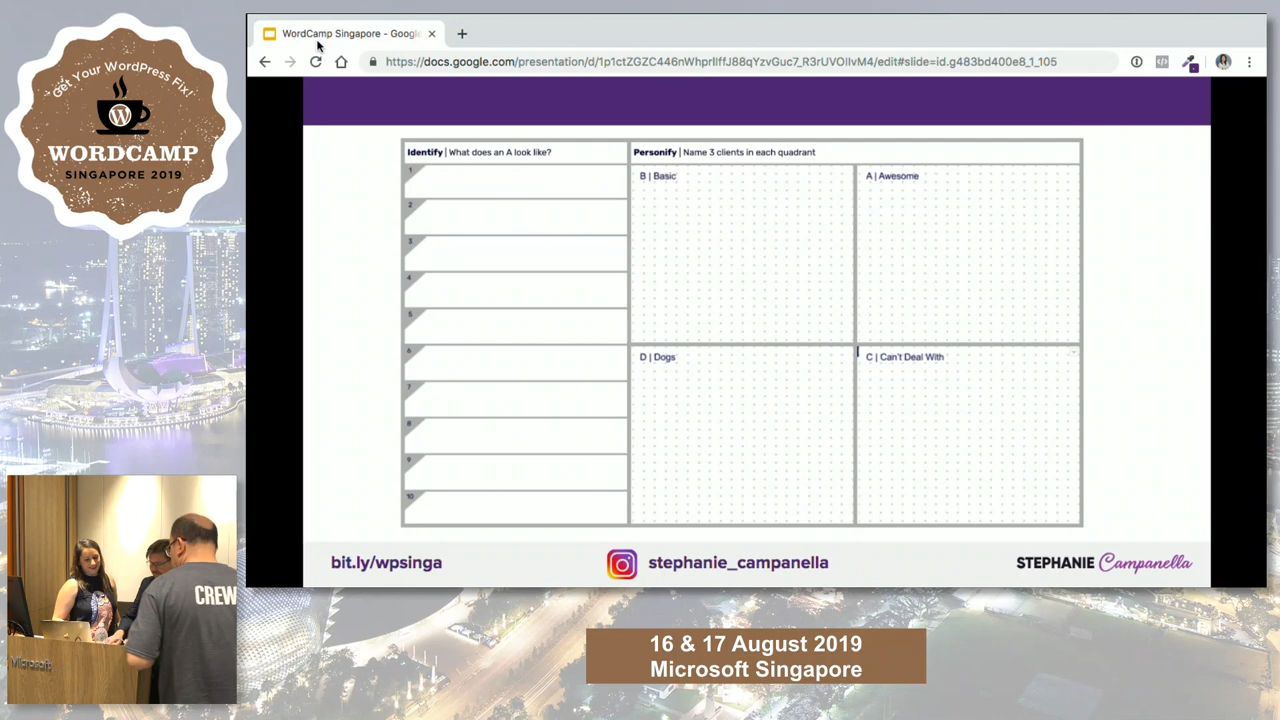 Get Your WordPress Fix!
WORDCAMP
SINGAPORE 2019
WordCamp Singapore - Google
https://docs.google.com/presentation/d/1p1ctZGZC446nWhprIlffJ88qYzvGuc7_R3rUVOlIvM4/edit#slide=id.g483bd400e8_1_105
Identify | What does an A look like?
Personify | Name 3 clients in each quadrant
1
2
3
4
5
6
7
8
9
10
B | Basic
A | Awesome
D | Dogs
C | Can't Deal With
bit.ly/wpsinga
stephanie_campanella
STEPHANIE Campanella
CREW
Microsoft
16 & 17 August 2019
Microsoft Singapore